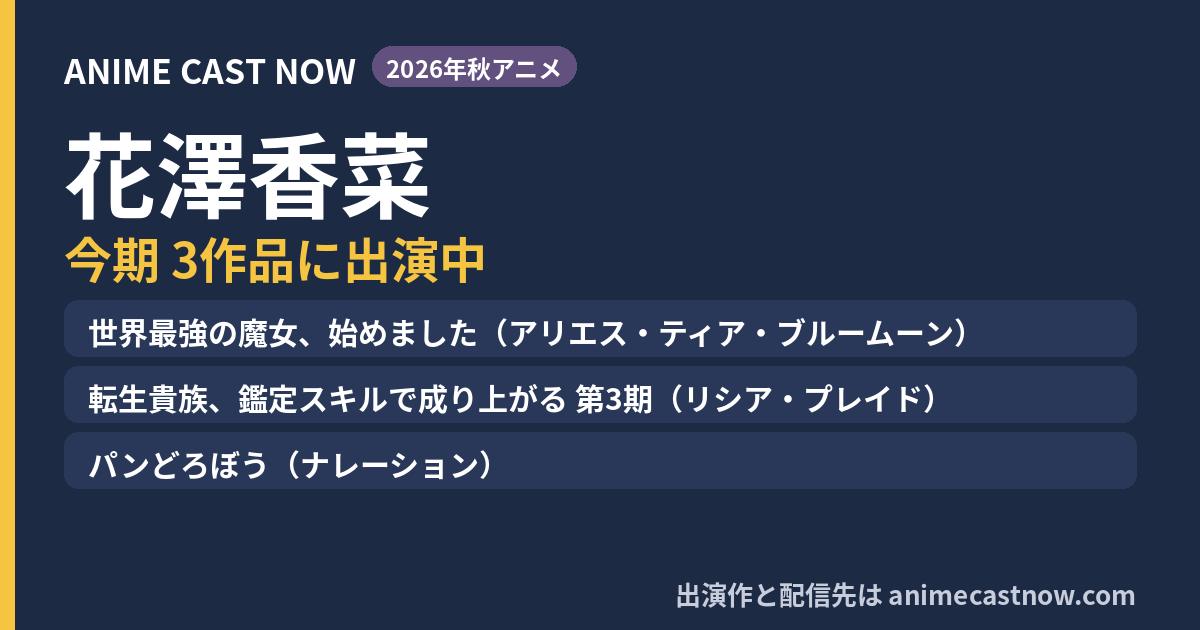 ANIME CAST NOW 2026年秋アニメ
花澤香菜
今期 3作品に出演中
世界最強の魔女、始めました（アリエス・ティア・ブルームーン）
転生貴族、鑑定スキルで成り上がる 第3期（リシア・プレイド）
パンどろぼう（ナレーション）
出演作と配信先は animecastnow.com